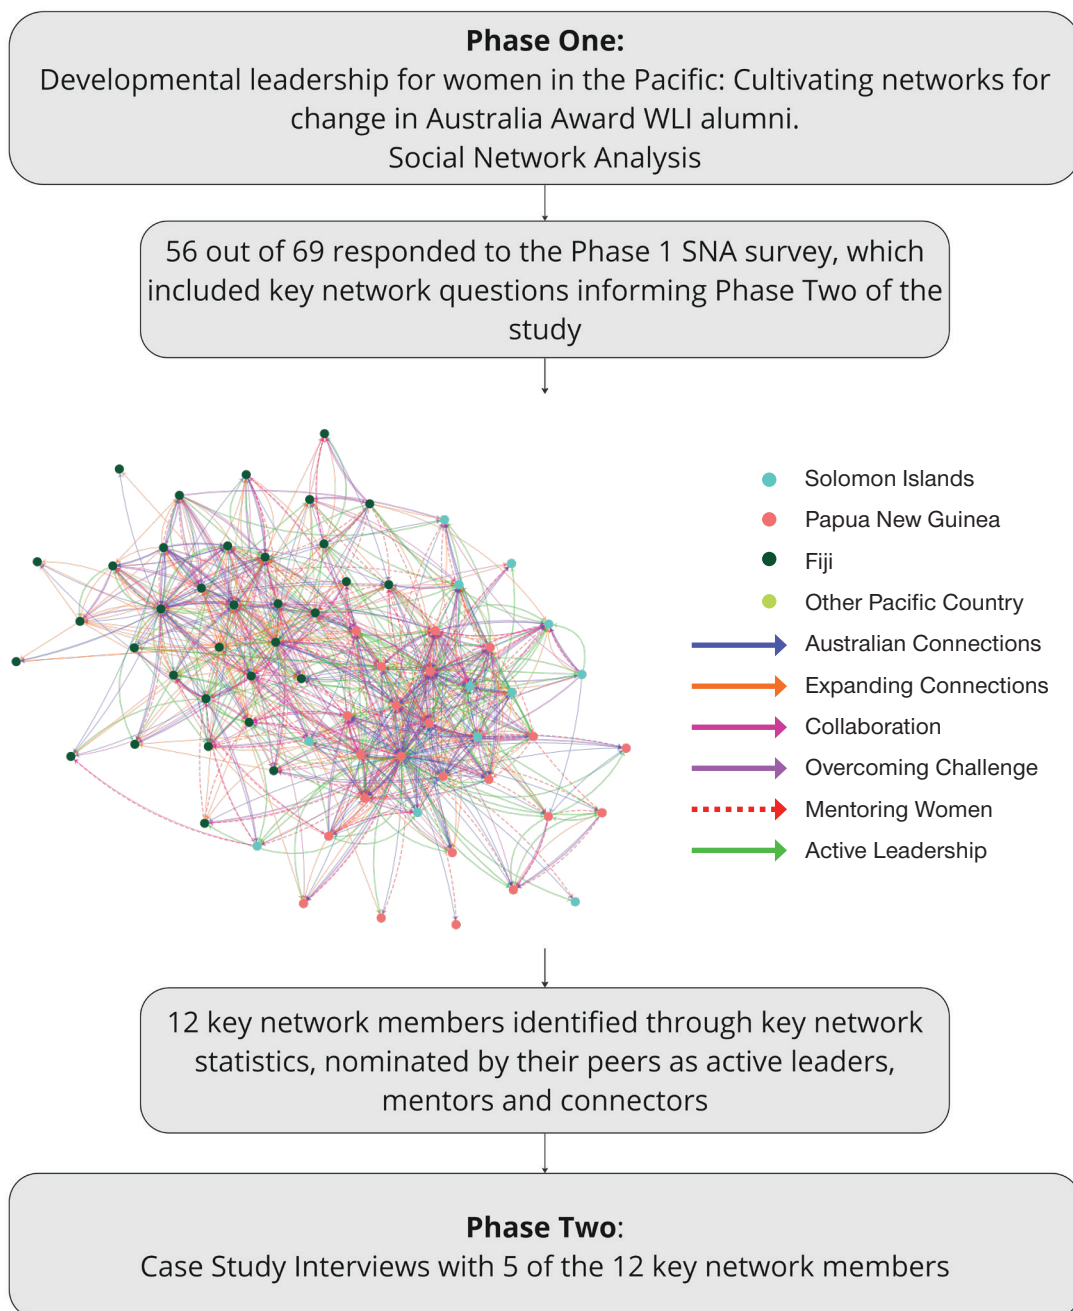 Phase One:
Developmental leadership for women in the Pacific: Cultivating networks for
change in Australia Award WLI alumni.
Social Network Analysis
56 out of 69 responded to the Phase 1 SNA survey, which
included key network questions informing Phase Two of the
study
Solomon Islands
Papua New Guinea
Fiji
Other Pacific Country
Australian Connections
Expanding Connections
Collaboration
Overcoming Challenge
Mentoring Women
Active Leadership
12 key network members identified through key network
statistics, nominated by their peers as active leaders,
mentors and connectors
Phase Two:
Case Study Interviews with 5 of the 12 key network members